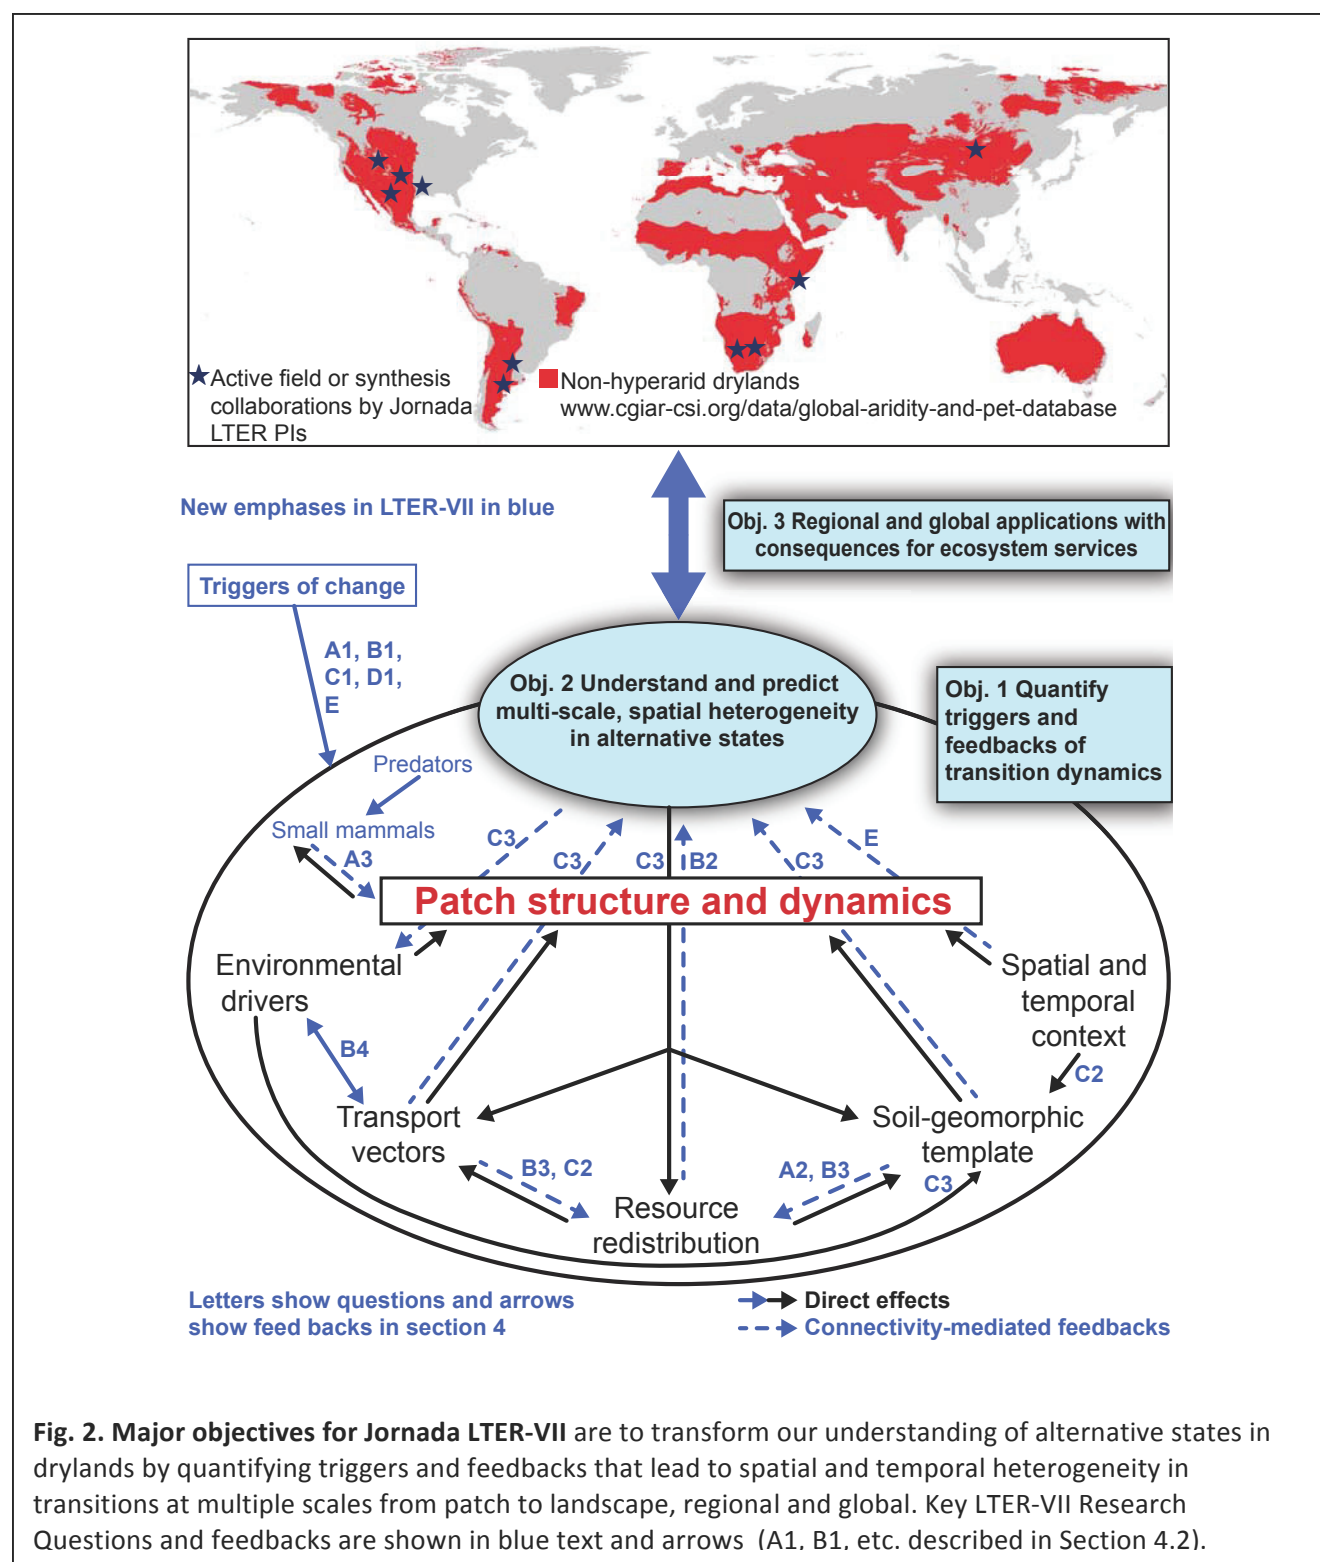 ★Active field or synthesis
collaborations by Jornada
LTER PIs
Non-hyperarid drylands
www.cgiar-csi.org/data/global-aridity-and-pet-database
New emphases in LTER-VII in blue
Obj. 3 Regional and global applications with
consequences for ecosystem services
Triggers of change
A1, B1,
C1, D1,
E
Obj. 2 Understand and predict
multi-scale, spatial heterogeneity
in alternative states
Obj. 1 Quantify
triggers and
feedbacks of
transition dynamics
Predators
Small mammals
A3
C3
C3
C3
B2
C3
E
Patch structure and dynamics
Environmental
drivers
Spatial and
temporal
context
B4
C2
Transport
vectors
Soil-geomorphic
template
B3, C2
A2, B3
C3
Resource
redistribution
Letters show questions and arrows
show feed backs in section 4
Direct effects
Connectivity-mediated feedbacks
Fig. 2. Major objectives for Jornada LTER-VII are to transform our understanding of alternative states in
drylands by quantifying triggers and feedbacks that lead to spatial and temporal heterogeneity in
transitions at multiple scales from patch to landscape, regional and global. Key LTER-VII Research
Questions and feedbacks are shown in blue text and arrows (A1, B1, etc. described in Section 4.2).